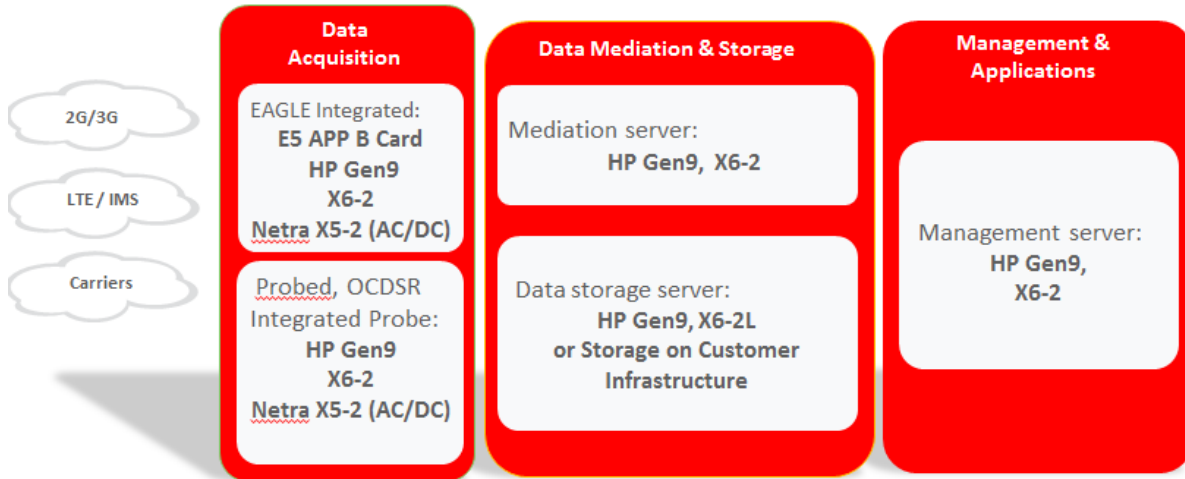 2G/3G
LTE / IMS
Carriers
Data
Acquisition
EAGLE Integrated:
E5 APP B Card
HP Gen9
X6-2
Netra X5-2 (AC/DC)
Probed, OCDSR
Integrated Probe:
HP Gen9
X6-2
Netra X5-2 (AC/DC)
Data Mediation & Storage
Mediation server:
HP Gen9, X6-2
Data storage server:
HP Gen9, X6-2L
or Storage on Customer
Infrastructure
Management &
Applications
Management server:
HP Gen9,
X6-2